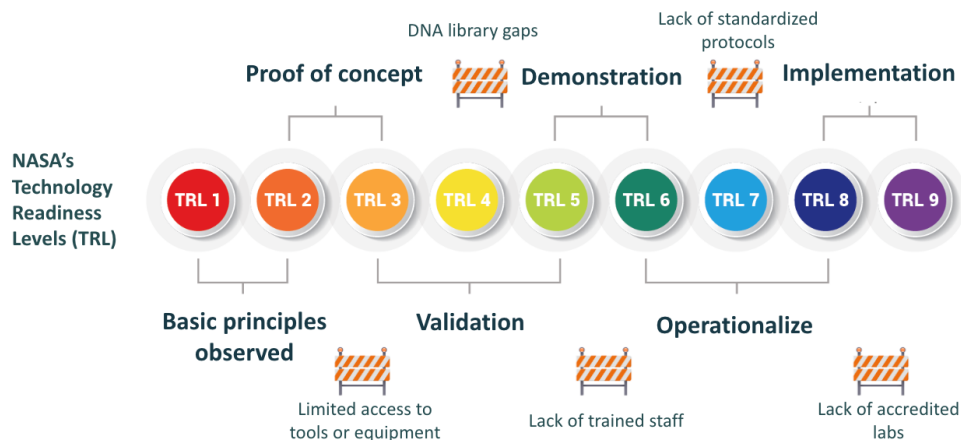 DNA library gaps
Lack of standardized
protocols
Proof of concept
Demonstration
Implementation
NASA's
Technology
Readiness
Levels (TRL)
TRL 1
TRL 2
TRL 3
TRL 4
TRL 5
TRL 6
TRL 7
TRL 8
TRL 9
Basic principles
observed
Validation
Operationalize
Limited access to
tools or equipment
Lack of trained staff
Lack of accredited
labs